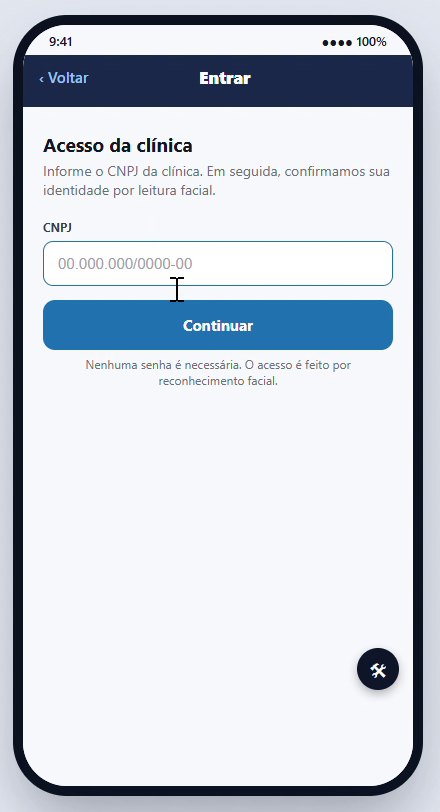 9:41
●●●● 100%
‹ Voltar
Entrar
Acesso da clínica
Informe o CNPJ da clínica. Em seguida, confirmamos sua
identidade por leitura facial.
CNPJ
00.000.000/0000-00
Continuar
Nenhuma senha é necessária. O acesso é feito por
reconhecimento facial.